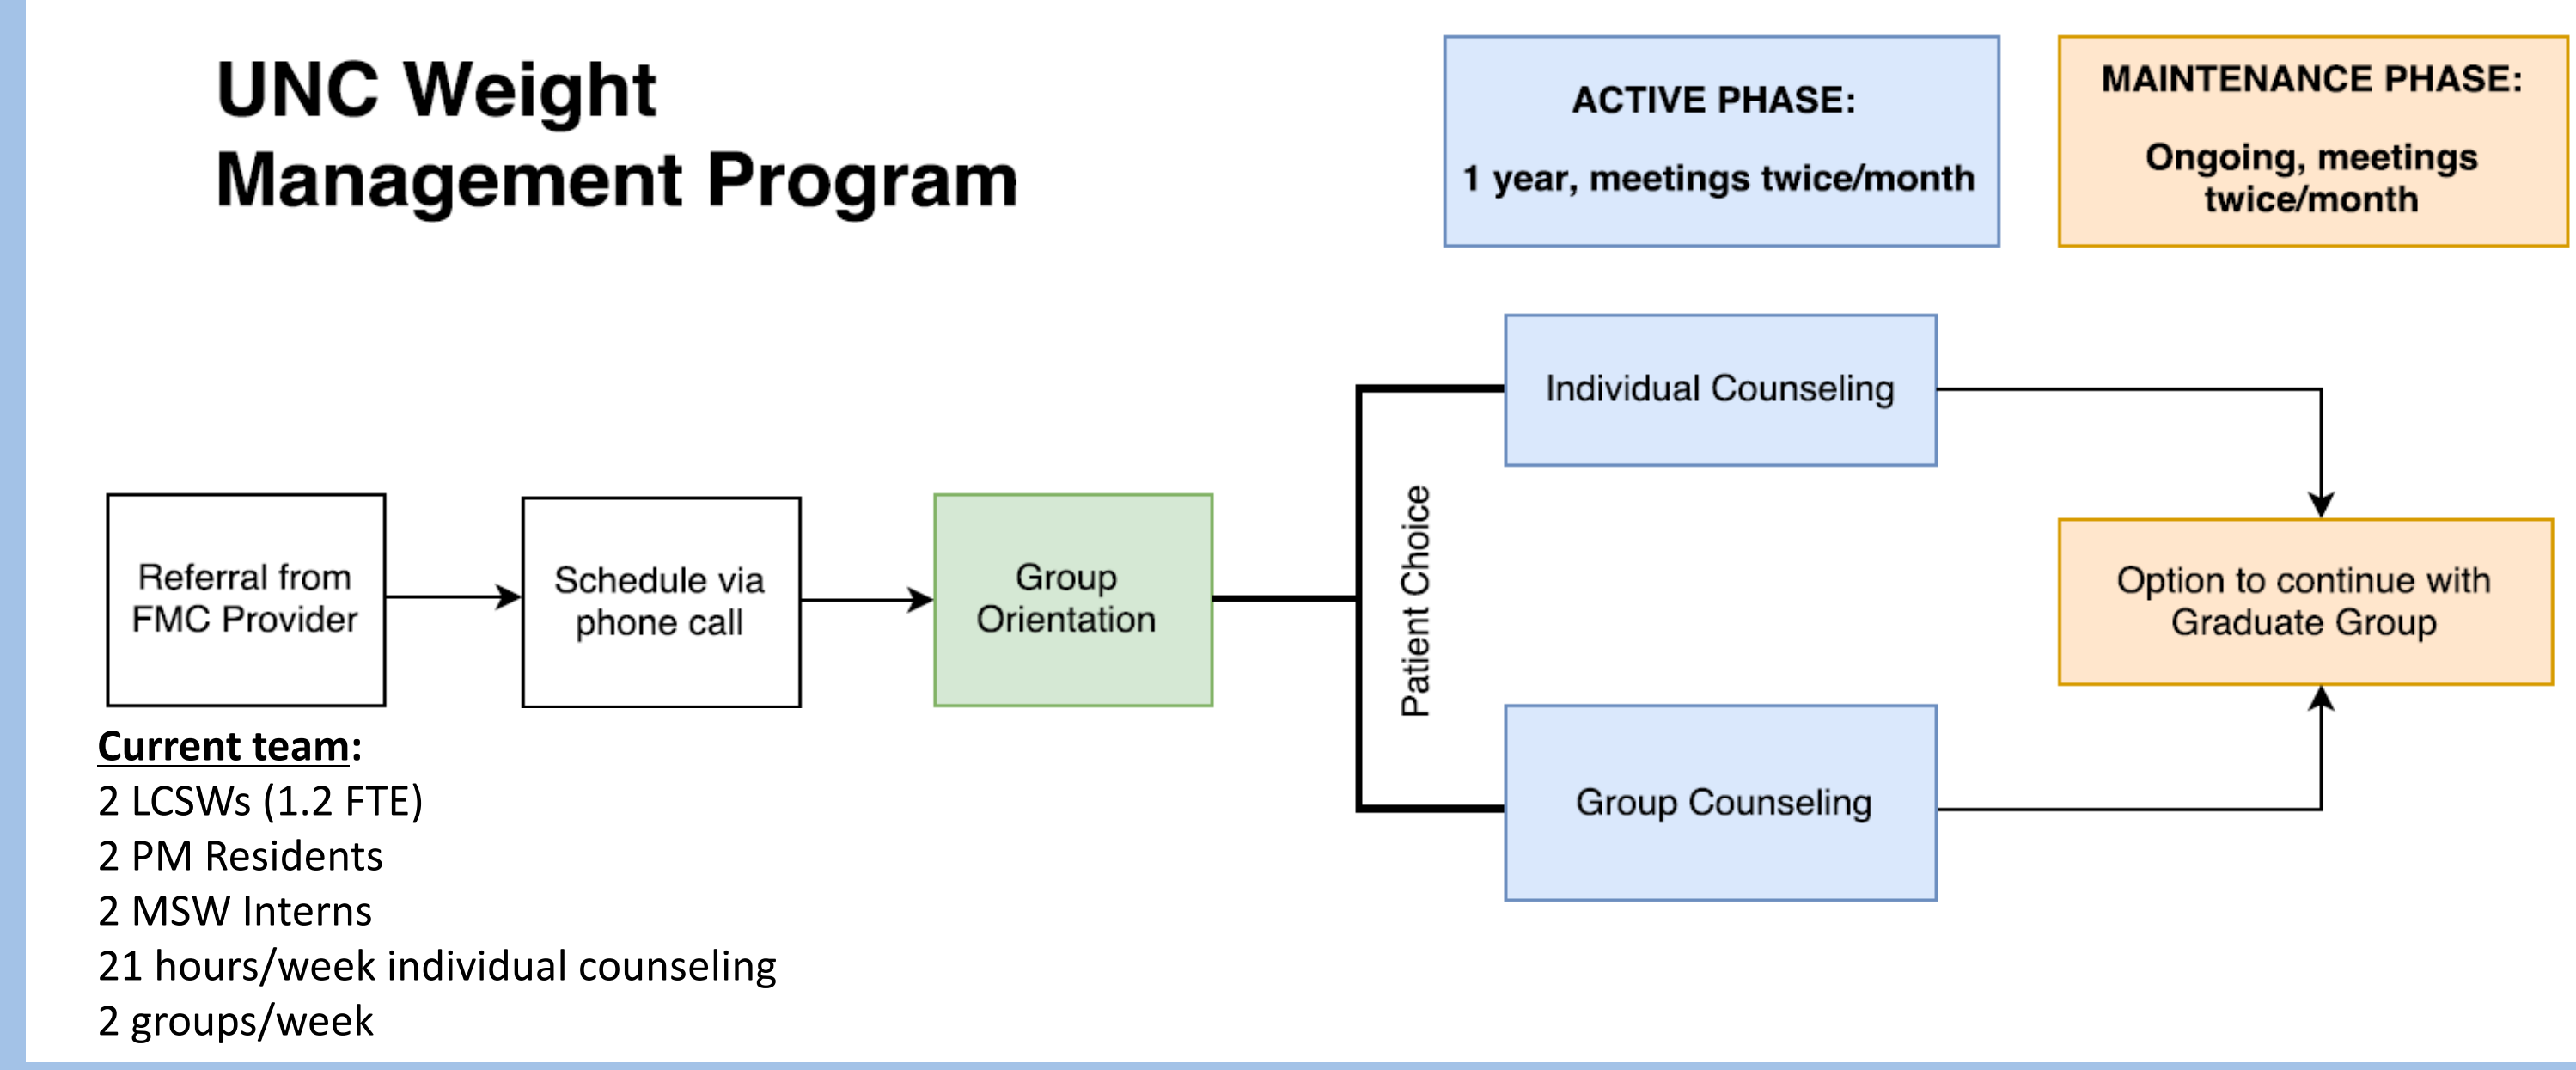 UNC Weight
Management Program
ACTIVE PHASE:
1 year, meetings twice/month
MAINTENANCE PHASE:
Ongoing, meetings
twice/month
Referral from
FMC Provider
Schedule via
phone call
Group
Orientation
Patient Choice
Individual Counseling
Group Counseling
Option to continue with
Graduate Group
Current team:
2 LCSWs (1.2 FTE)
2 PM Residents
2 MSW Interns
21 hours/week individual counseling
2 groups/week